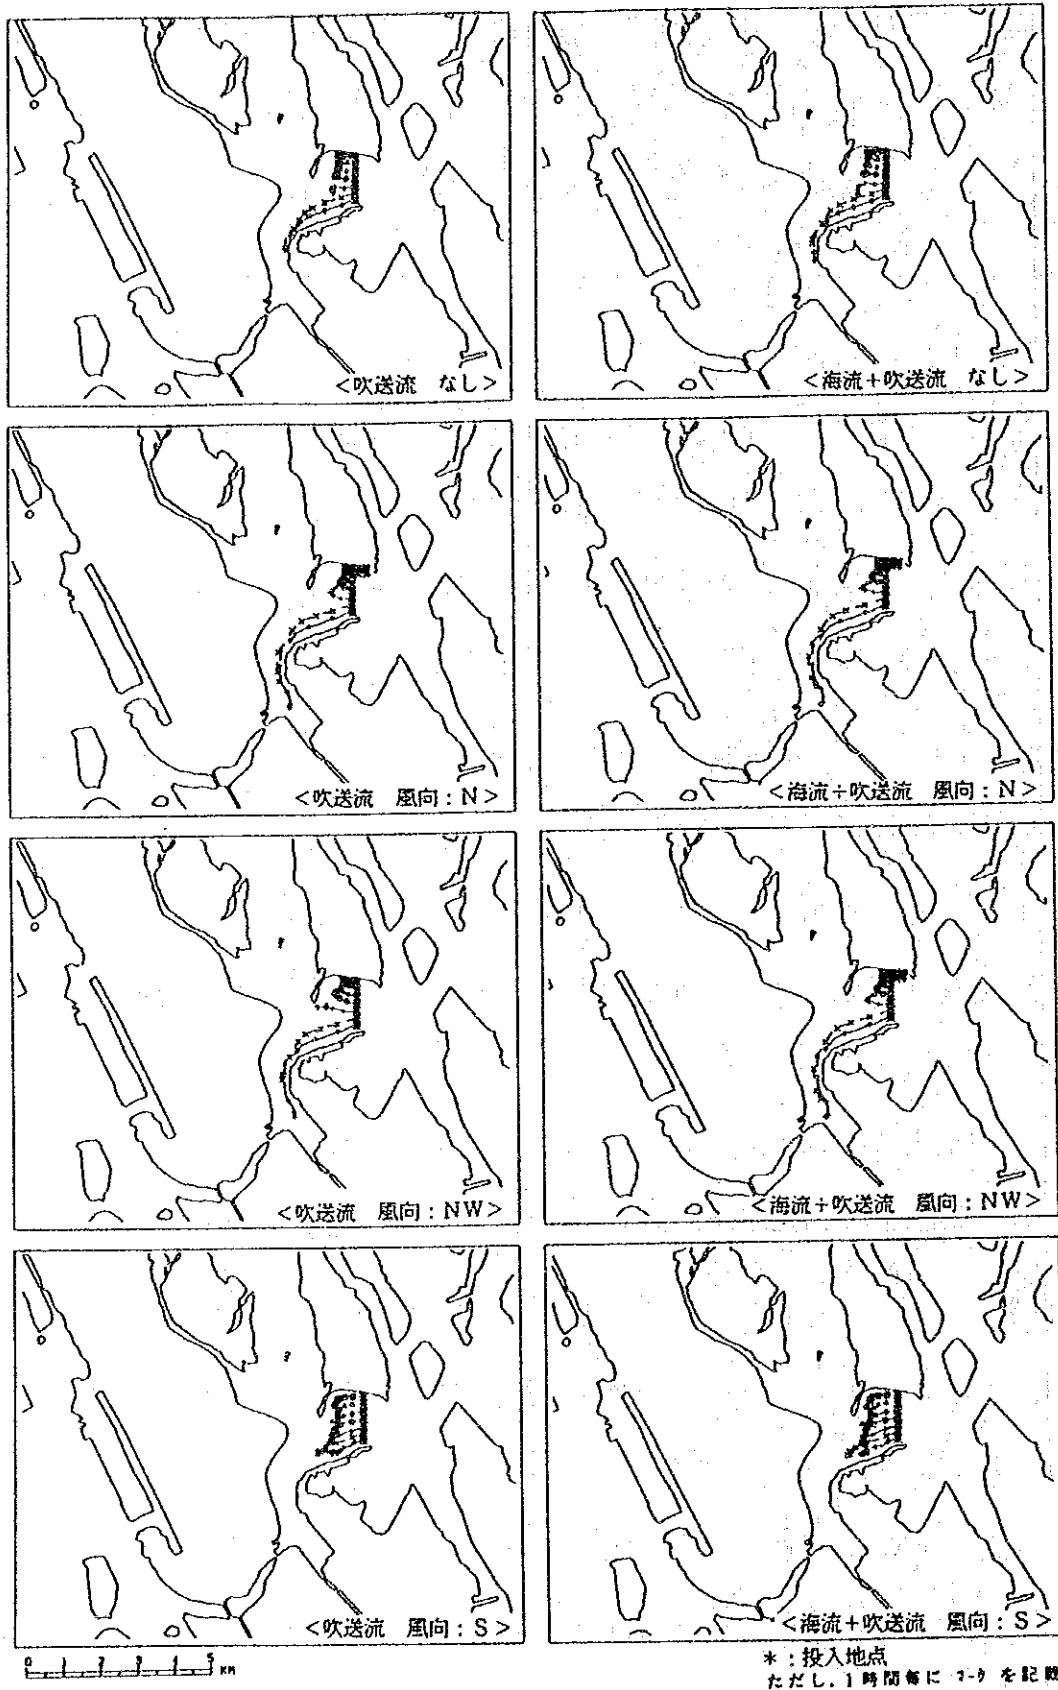 <吹送流 なし>
<海流+吹送流 なし>
<吹送流 風向:N>
<海流+吹送流 風向:N>
<吹送流 風向:NW>
<海流+吹送流 風向:NW>
<吹送流 風向:S>
<海流+吹送流 風向:S>
0 1 2 3 4 5 KM
*:投入地点
ただし,1時間毎に マーク を記載